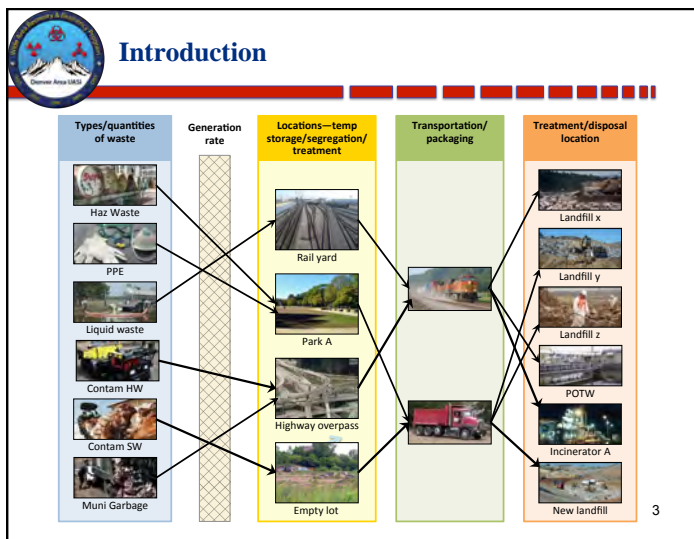 Denver Area UASI
Introduction
Types/quantities
of waste
Generation
rate
Locations—temp
storage/segregation/
treatment
Transportation/
packaging
Treatment/disposal
location
Haz Waste
PPE
Liquid waste
Contam HW
Contam SW
Muni Garbage
Rail yard
Park A
Highway overpass
Empty lot
Landfill x
Landfill y
Landfill z
POTW
Incinerator A
New landfill
3